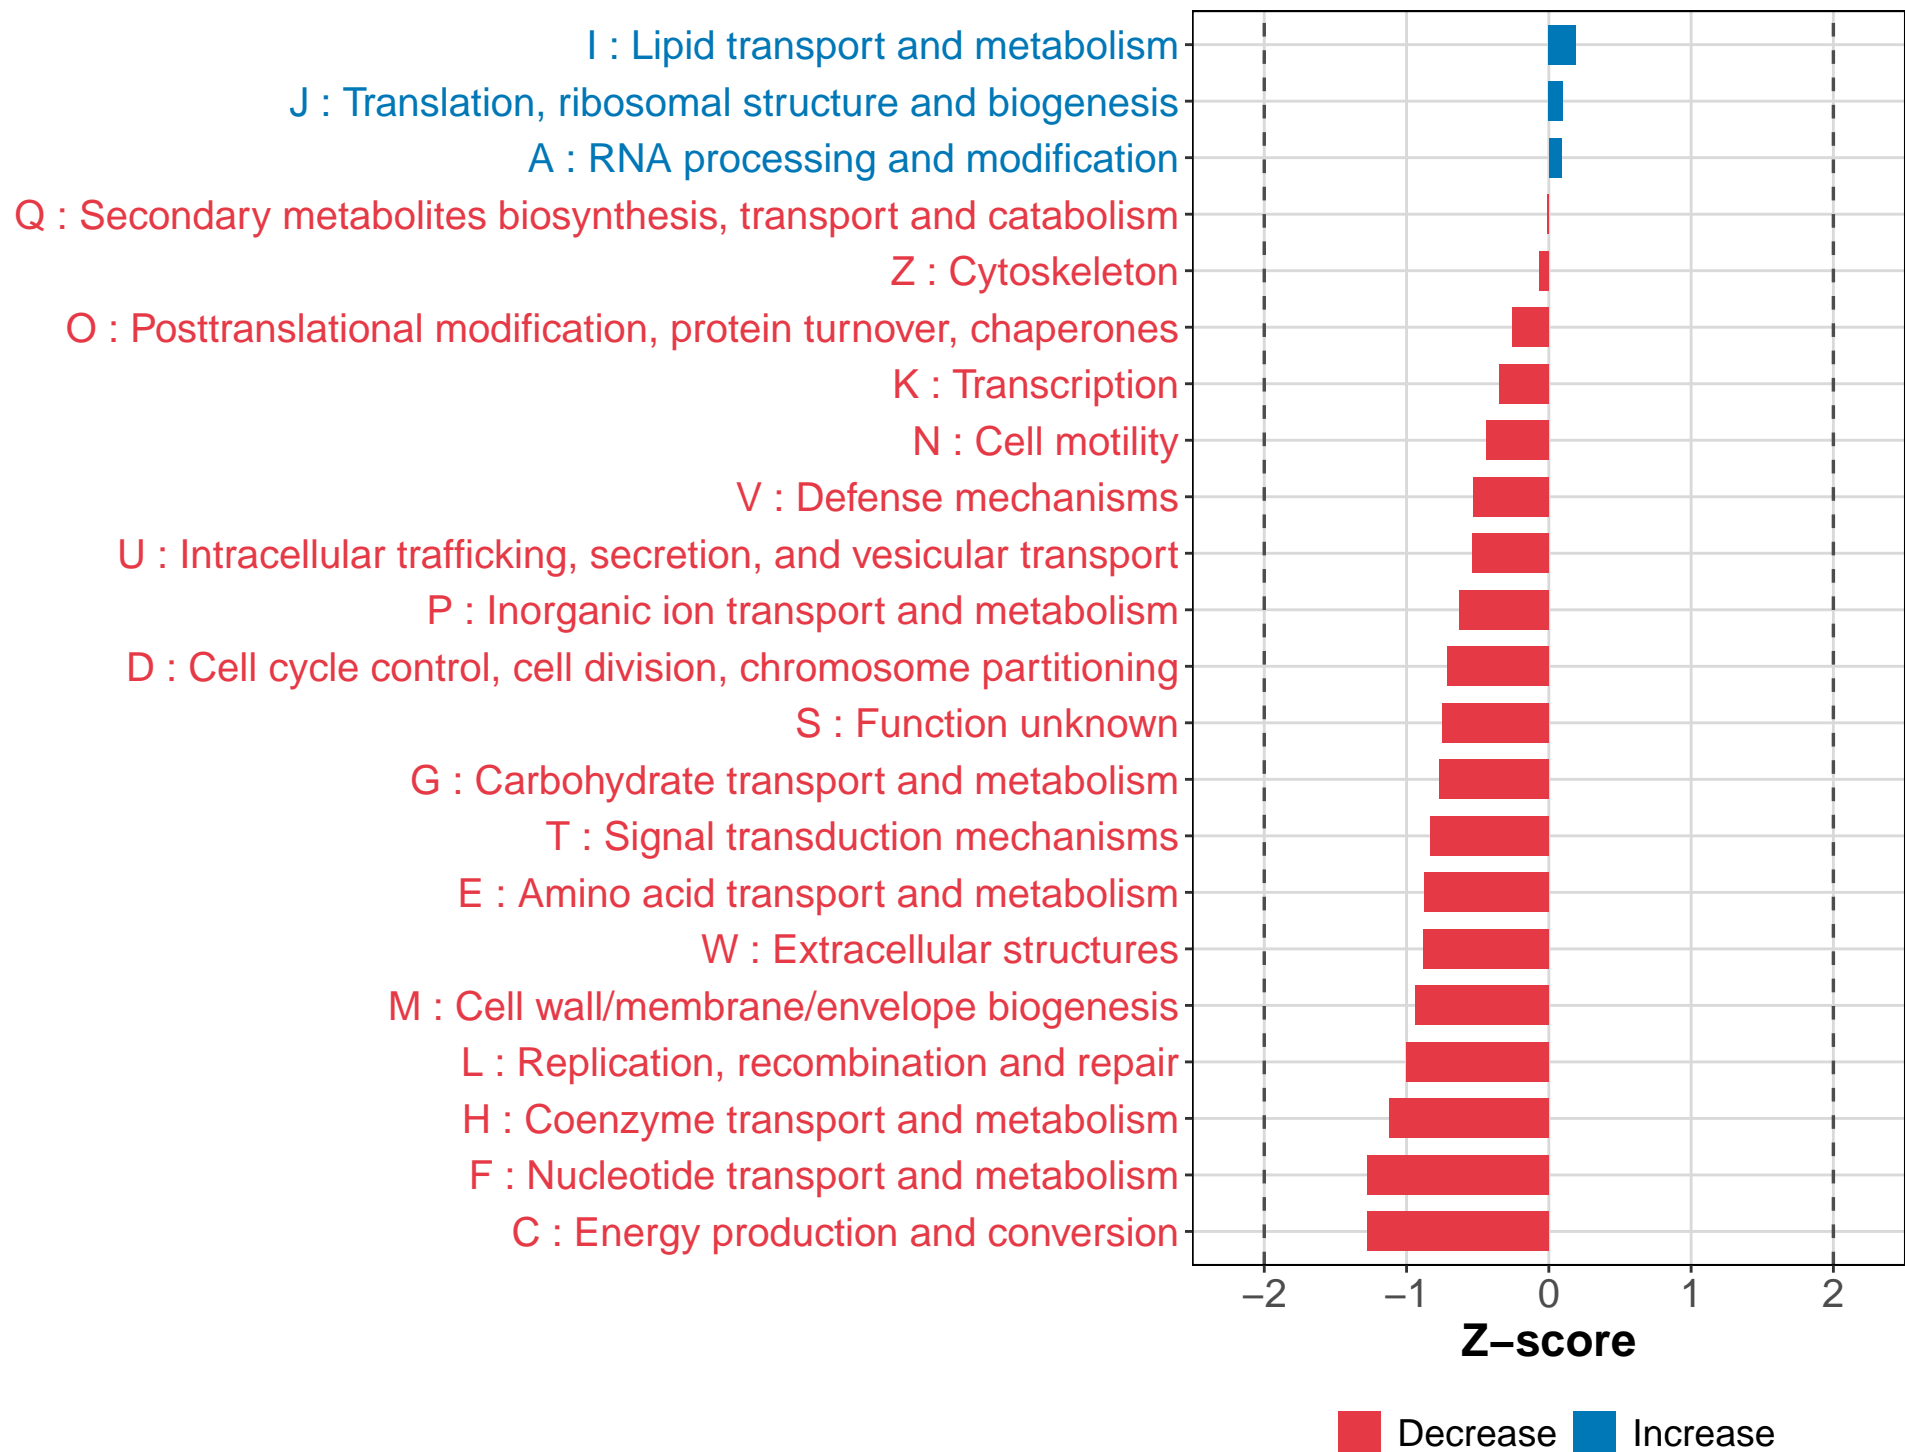 I : Lipid transport and metabolism
J : Translation, ribosomal structure and biogenesis
A : RNA processing and modification
Q : Secondary metabolites biosynthesis, transport and catabolism
Z : Cytoskeleton
O : Posttranslational modification, protein turnover, chaperones
K : Transcription
N : Cell motility
V : Defense mechanisms
U : Intracellular trafficking, secretion, and vesicular transport
P : Inorganic ion transport and metabolism
D : Cell cycle control, cell division, chromosome partitioning
S : Function unknown
G : Carbohydrate transport and metabolism
T : Signal transduction mechanisms
E : Amino acid transport and metabolism
W : Extracellular structures
M : Cell wall/membrane/envelope biogenesis
L : Replication, recombination and repair
H : Coenzyme transport and metabolism
F : Nucleotide transport and metabolism
C : Energy production and conversion
−2 −1 0 1 2
Z−score
Decrease Increase